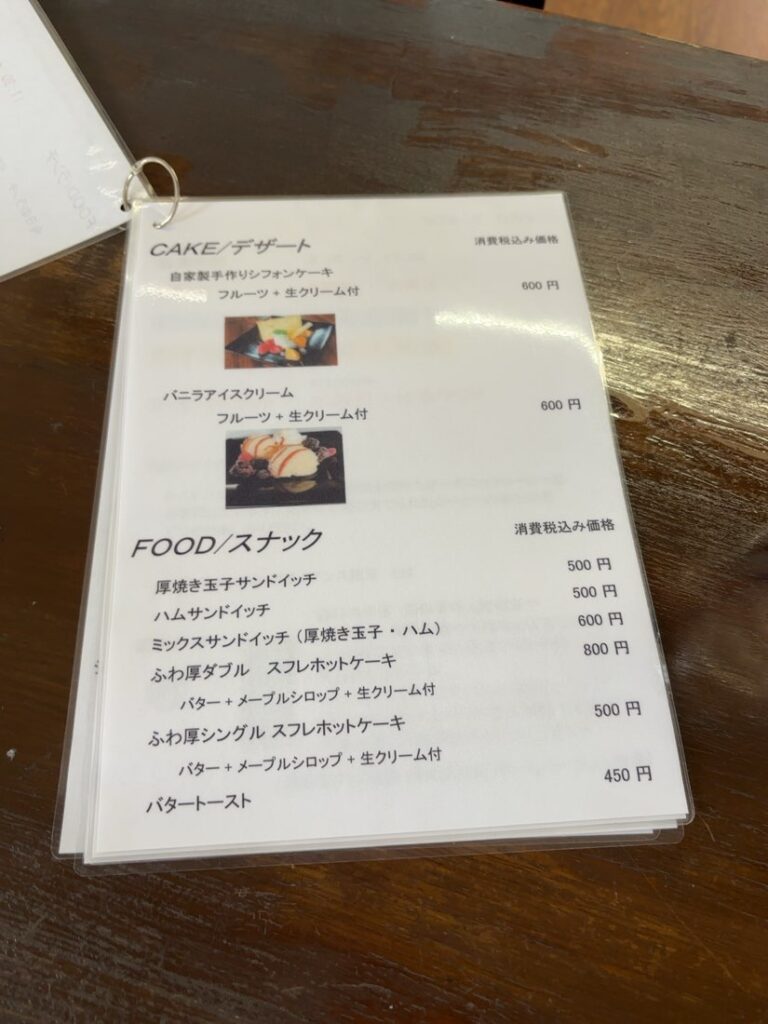 CAKE/デザート 消費税込み価格
自家製手作りシフォンケーキ
フルーツ + 生クリーム付 600 円
バニラアイスクリーム
フルーツ + 生クリーム付 600 円
FOOD/スナック 消費税込み価格
厚焼き玉子サンドイッチ 500 円
ハムサンドイッチ 500 円
ミックスサンドイッチ（厚焼き玉子・ハム） 600 円
ふわ厚ダブル　スフレホットケーキ 800 円
バター + メープルシロップ + 生クリーム付
ふわ厚シングル スフレホットケーキ 500 円
バター + メープルシロップ + 生クリーム付
バタートースト 450 円